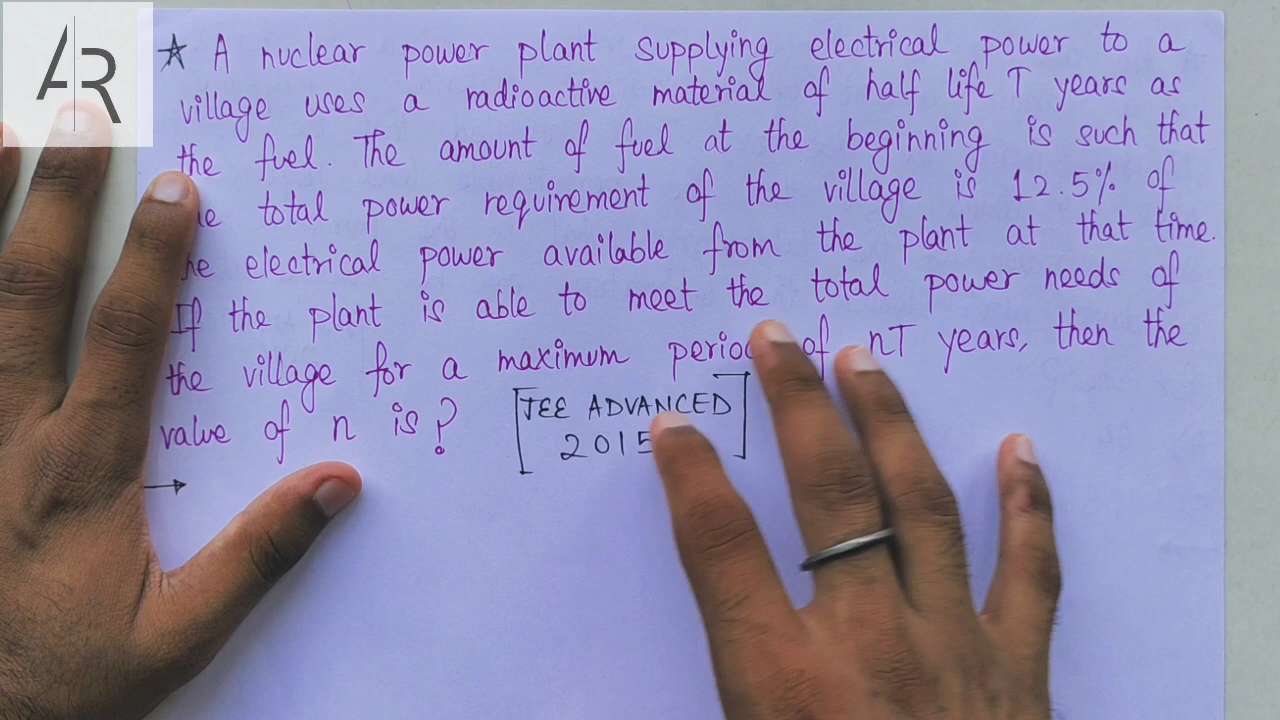 AR
☆ A nuclear power plant supplying electrical power to a
village uses a radioactive material of half life T years as
the fuel. The amount of fuel at the beginning is such that
total power requirement of the village is 12.5% of
electrical power available from the plant at that time.
If the plant is able to meet the total power needs of
the village for a maximum of nT years, then the
value of n is?
[JEE ADVANCED
2015]
→